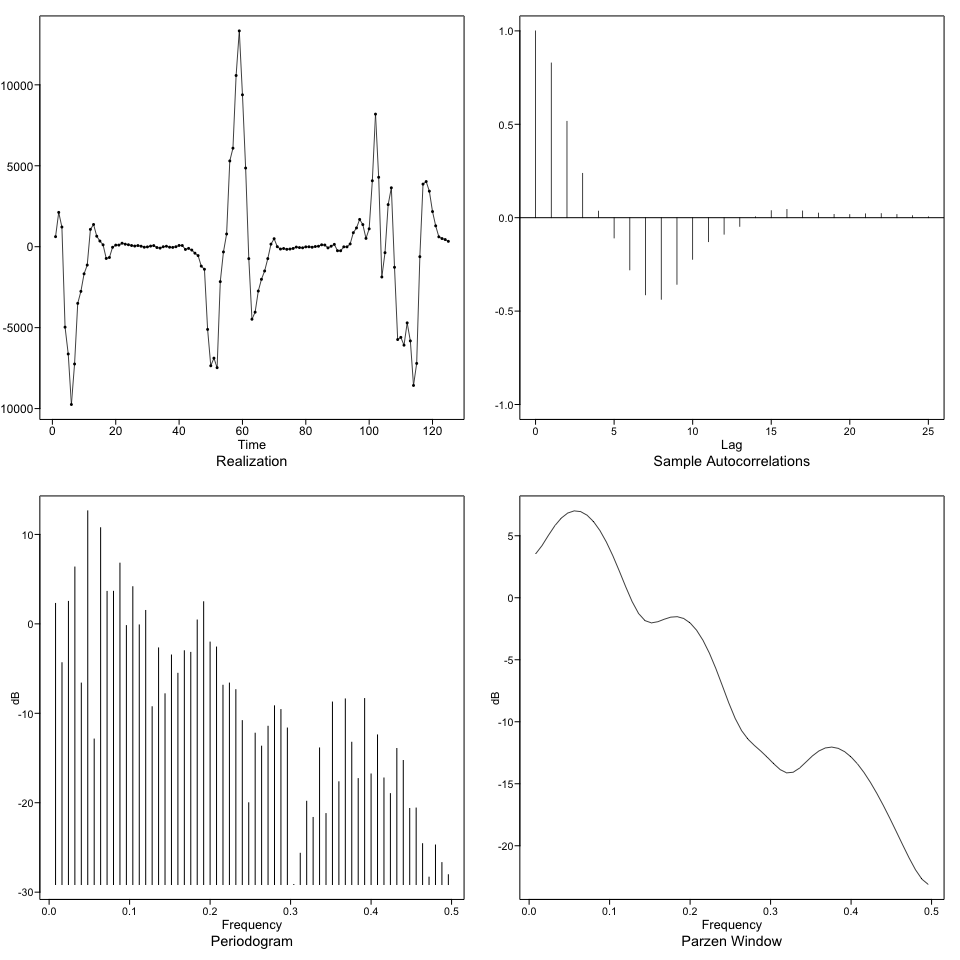 10000
5000
0
-5000
10000
0 20 40 60 80 100 120
Time
Realization
1.0
0.5
0.0
-0.5
-1.0
0 5 10 15 20 25
Lag
Sample Autocorrelations
10
0
-10
-20
-30
dB
0.0 0.1 0.2 0.3 0.4 0.5
Frequency
Periodogram
5
0
-5
-10
-15
-20
dB
0.0 0.1 0.2 0.3 0.4 0.5
Frequency
Parzen Window